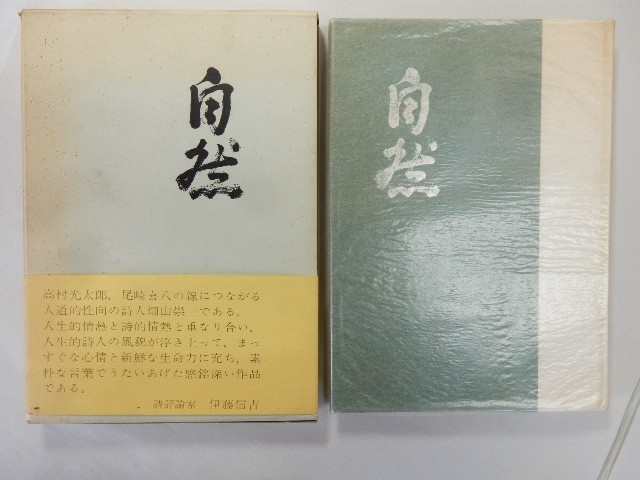 自然
高村光太郎、尾崎喜八の線につながる
人道的性向の詩人畑山崇一である。
人生的情熱と詩的情熱と重なり合い、
人生的詩人の風貌が浮き上って、まっ
すぐな心情と新鮮な生命力に充ち、素
朴な言葉でうたいあげた感銘深い作品
である。
詩評論家 伊藤信吉
自然